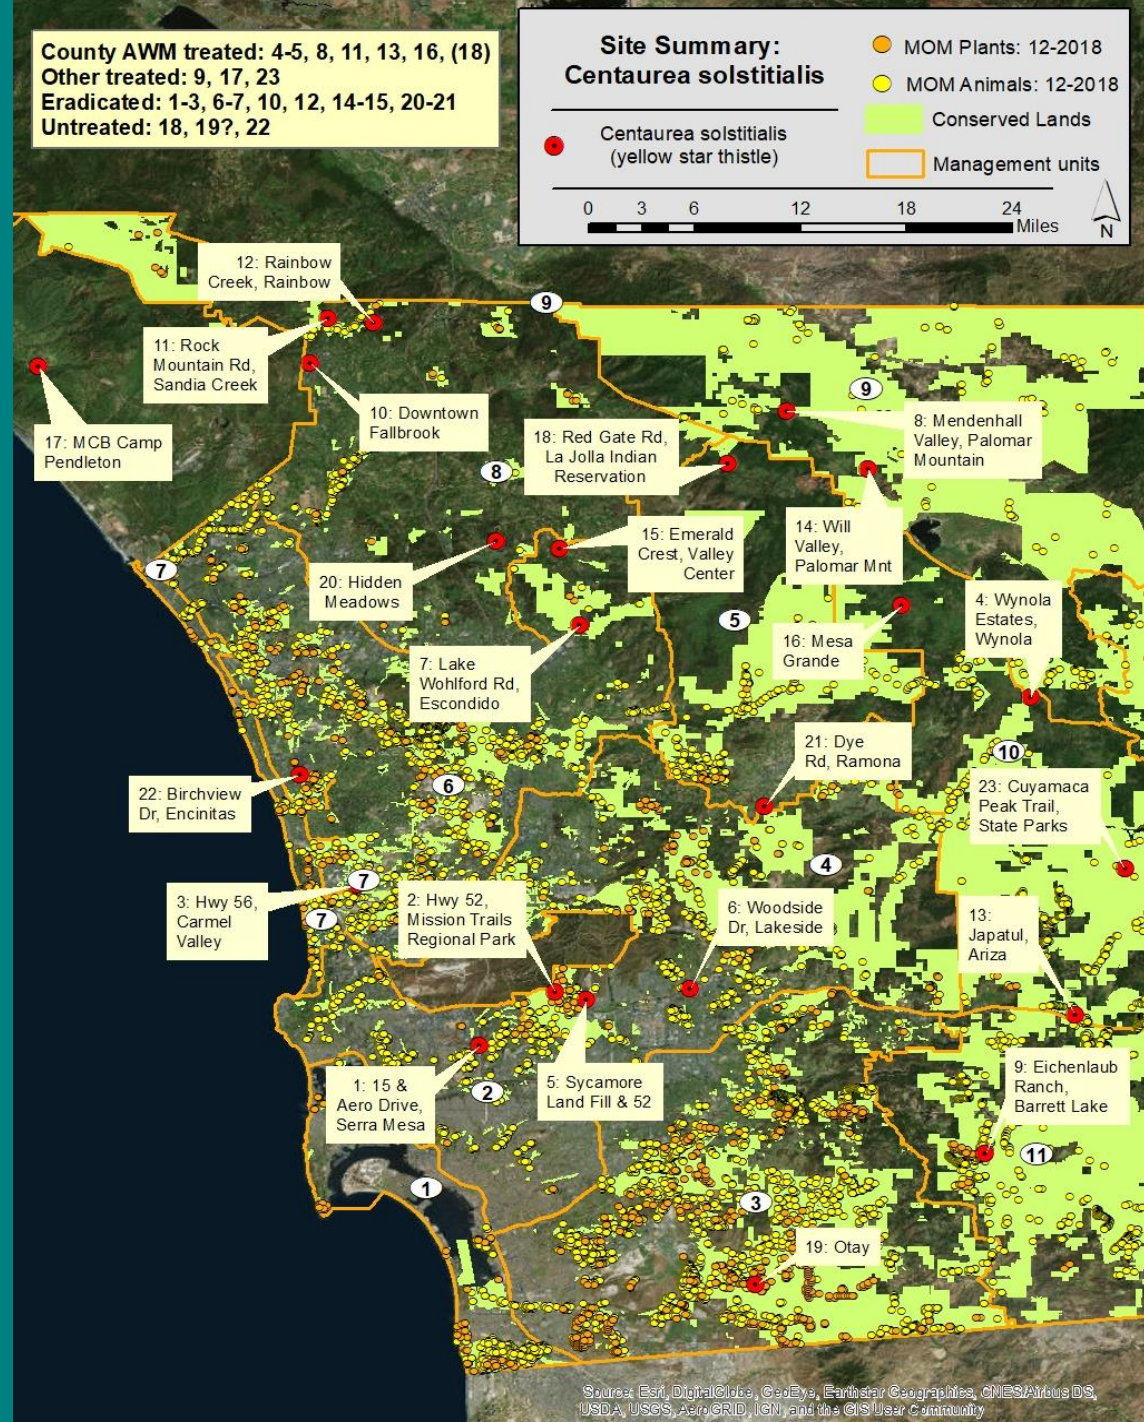 County AWM treated: 4-5, 8, 11, 13, 16, (18)
Other treated: 9, 17, 23
Eradicated: 1-3, 6-7, 10, 12, 14-15, 20-21
Untreated: 18, 19?, 22
Site Summary:
Centaurea solstitialis
Centaurea solstitialis
(yellow star thistle)
MOM Plants: 12-2018
MOM Animals: 12-2018
Conserved Lands
Management units
0 3 6 12 18 24
Miles
N
12: Rainbow
Creek, Rainbow
9
11: Rock
Mountain Rd,
Sandia Creek
9
10: Downtown
Fallbrook
8: Mendenhall
Valley, Palomar
Mountain
17: MCB Camp
Pendleton
18: Red Gate Rd,
La Jolla Indian
Reservation
8
14: Will
Valley,
Palomar Mnt
15: Emerald
Crest, Valley
Center
7
20: Hidden
Meadows
4: Wynola
Estates,
Wynola
5
16: Mesa
Grande
7: Lake
Wohlford Rd,
Escondido
21: Dye
Rd, Ramona
10
6
22: Birchview
Dr, Encinitas
23: Cuyamaca
Peak Trail,
State Parks
4
7
3: Hwy 56,
Carmel
Valley
2: Hwy 52,
Mission Trails
Regional Park
6: Woodside
Dr, Lakeside
7
13:
Japatul,
Ariza
1: 15 &
Aero Drive,
Serra Mesa
2
5: Sycamore
Land Fill & 52
9: Eichenlaub
Ranch,
Barrett Lake
11
1
3
19: Otay
Source: Esri, DigitalGlobe, GeoEye, Earthstar Geographics, CNES/Airbus DS,
USDA, USGS, AeroGRID, IGN, and the GIS User Community